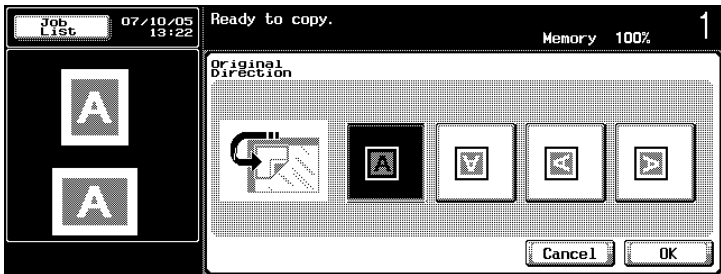 Job
List
07/10/05
13:22
Ready to copy.
Memory 100%
1
Original
Direction
A
A
A
A
A
A
Cancel
OK